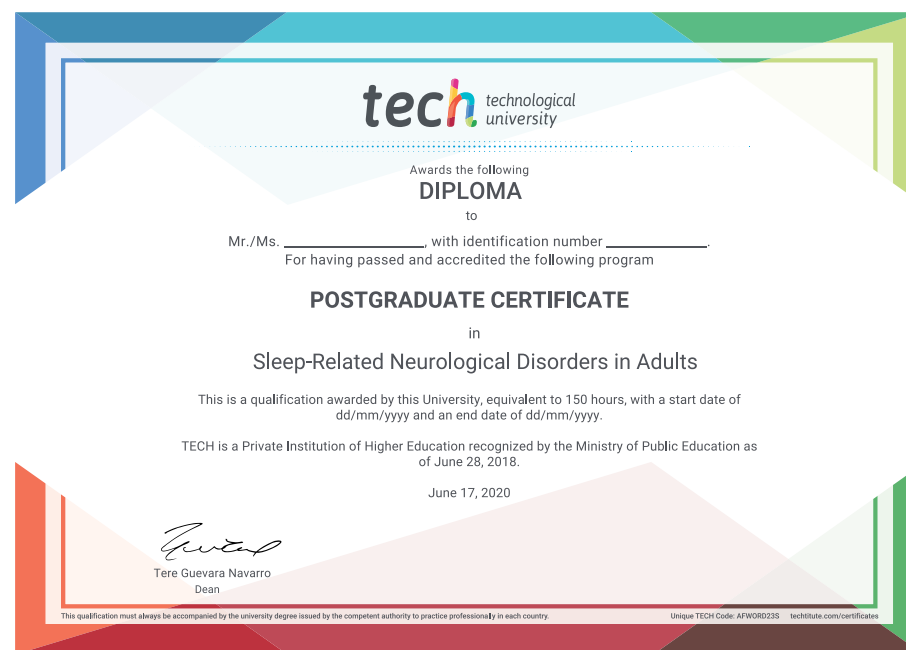 tech technological
university
Awards the following
DIPLOMA
to
Mr./Ms. ____________, with identification number ____________.
For having passed and accredited the following program
POSTGRADUATE CERTIFICATE
in
Sleep-Related Neurological Disorders in Adults
This is a qualification awarded by this University, equivalent to 150 hours, with a start date of
dd/mm/yyyy and an end date of dd/mm/yyyy.
TECH is a Private Institution of Higher Education recognized by the Ministry of Public Education as
of June 28, 2018.
June 17, 2020
Tere Guevara Navarro
Dean
This qualification must always be accompanied by the university degree issued by the competent authority to practice professionally in each country. Unique TECH Code: AFWORD23S techtitute.com/certificates